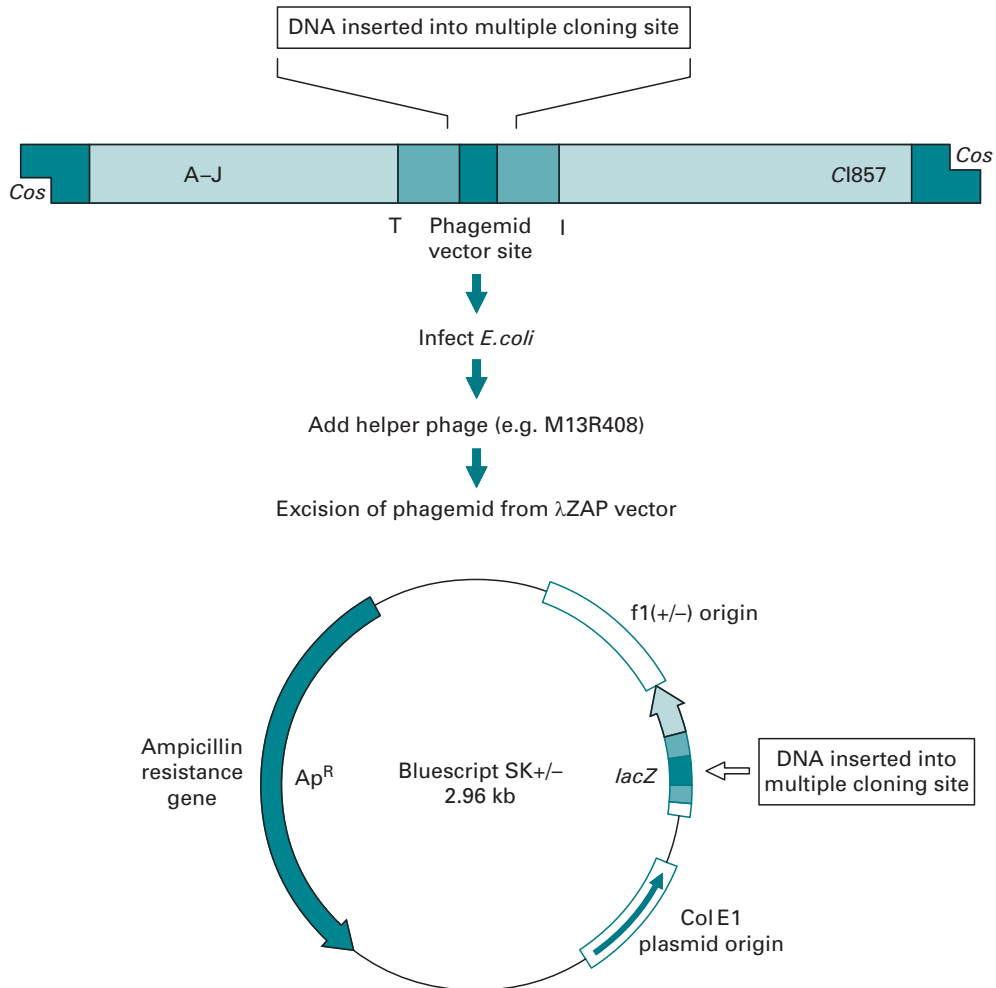 DNA inserted into multiple cloning site
Cos
A–J
CI857
Cos
T
Phagemid
vector site
I
Infect E.coli
Add helper phage (e.g. M13R408)
Excision of phagemid from λZAP vector
f1(+/–) origin
Ampicillin
resistance
gene
ApR
Bluescript SK+/–
2.96 kb
lacZ
DNA inserted into
multiple cloning site
Col E1
plasmid origin